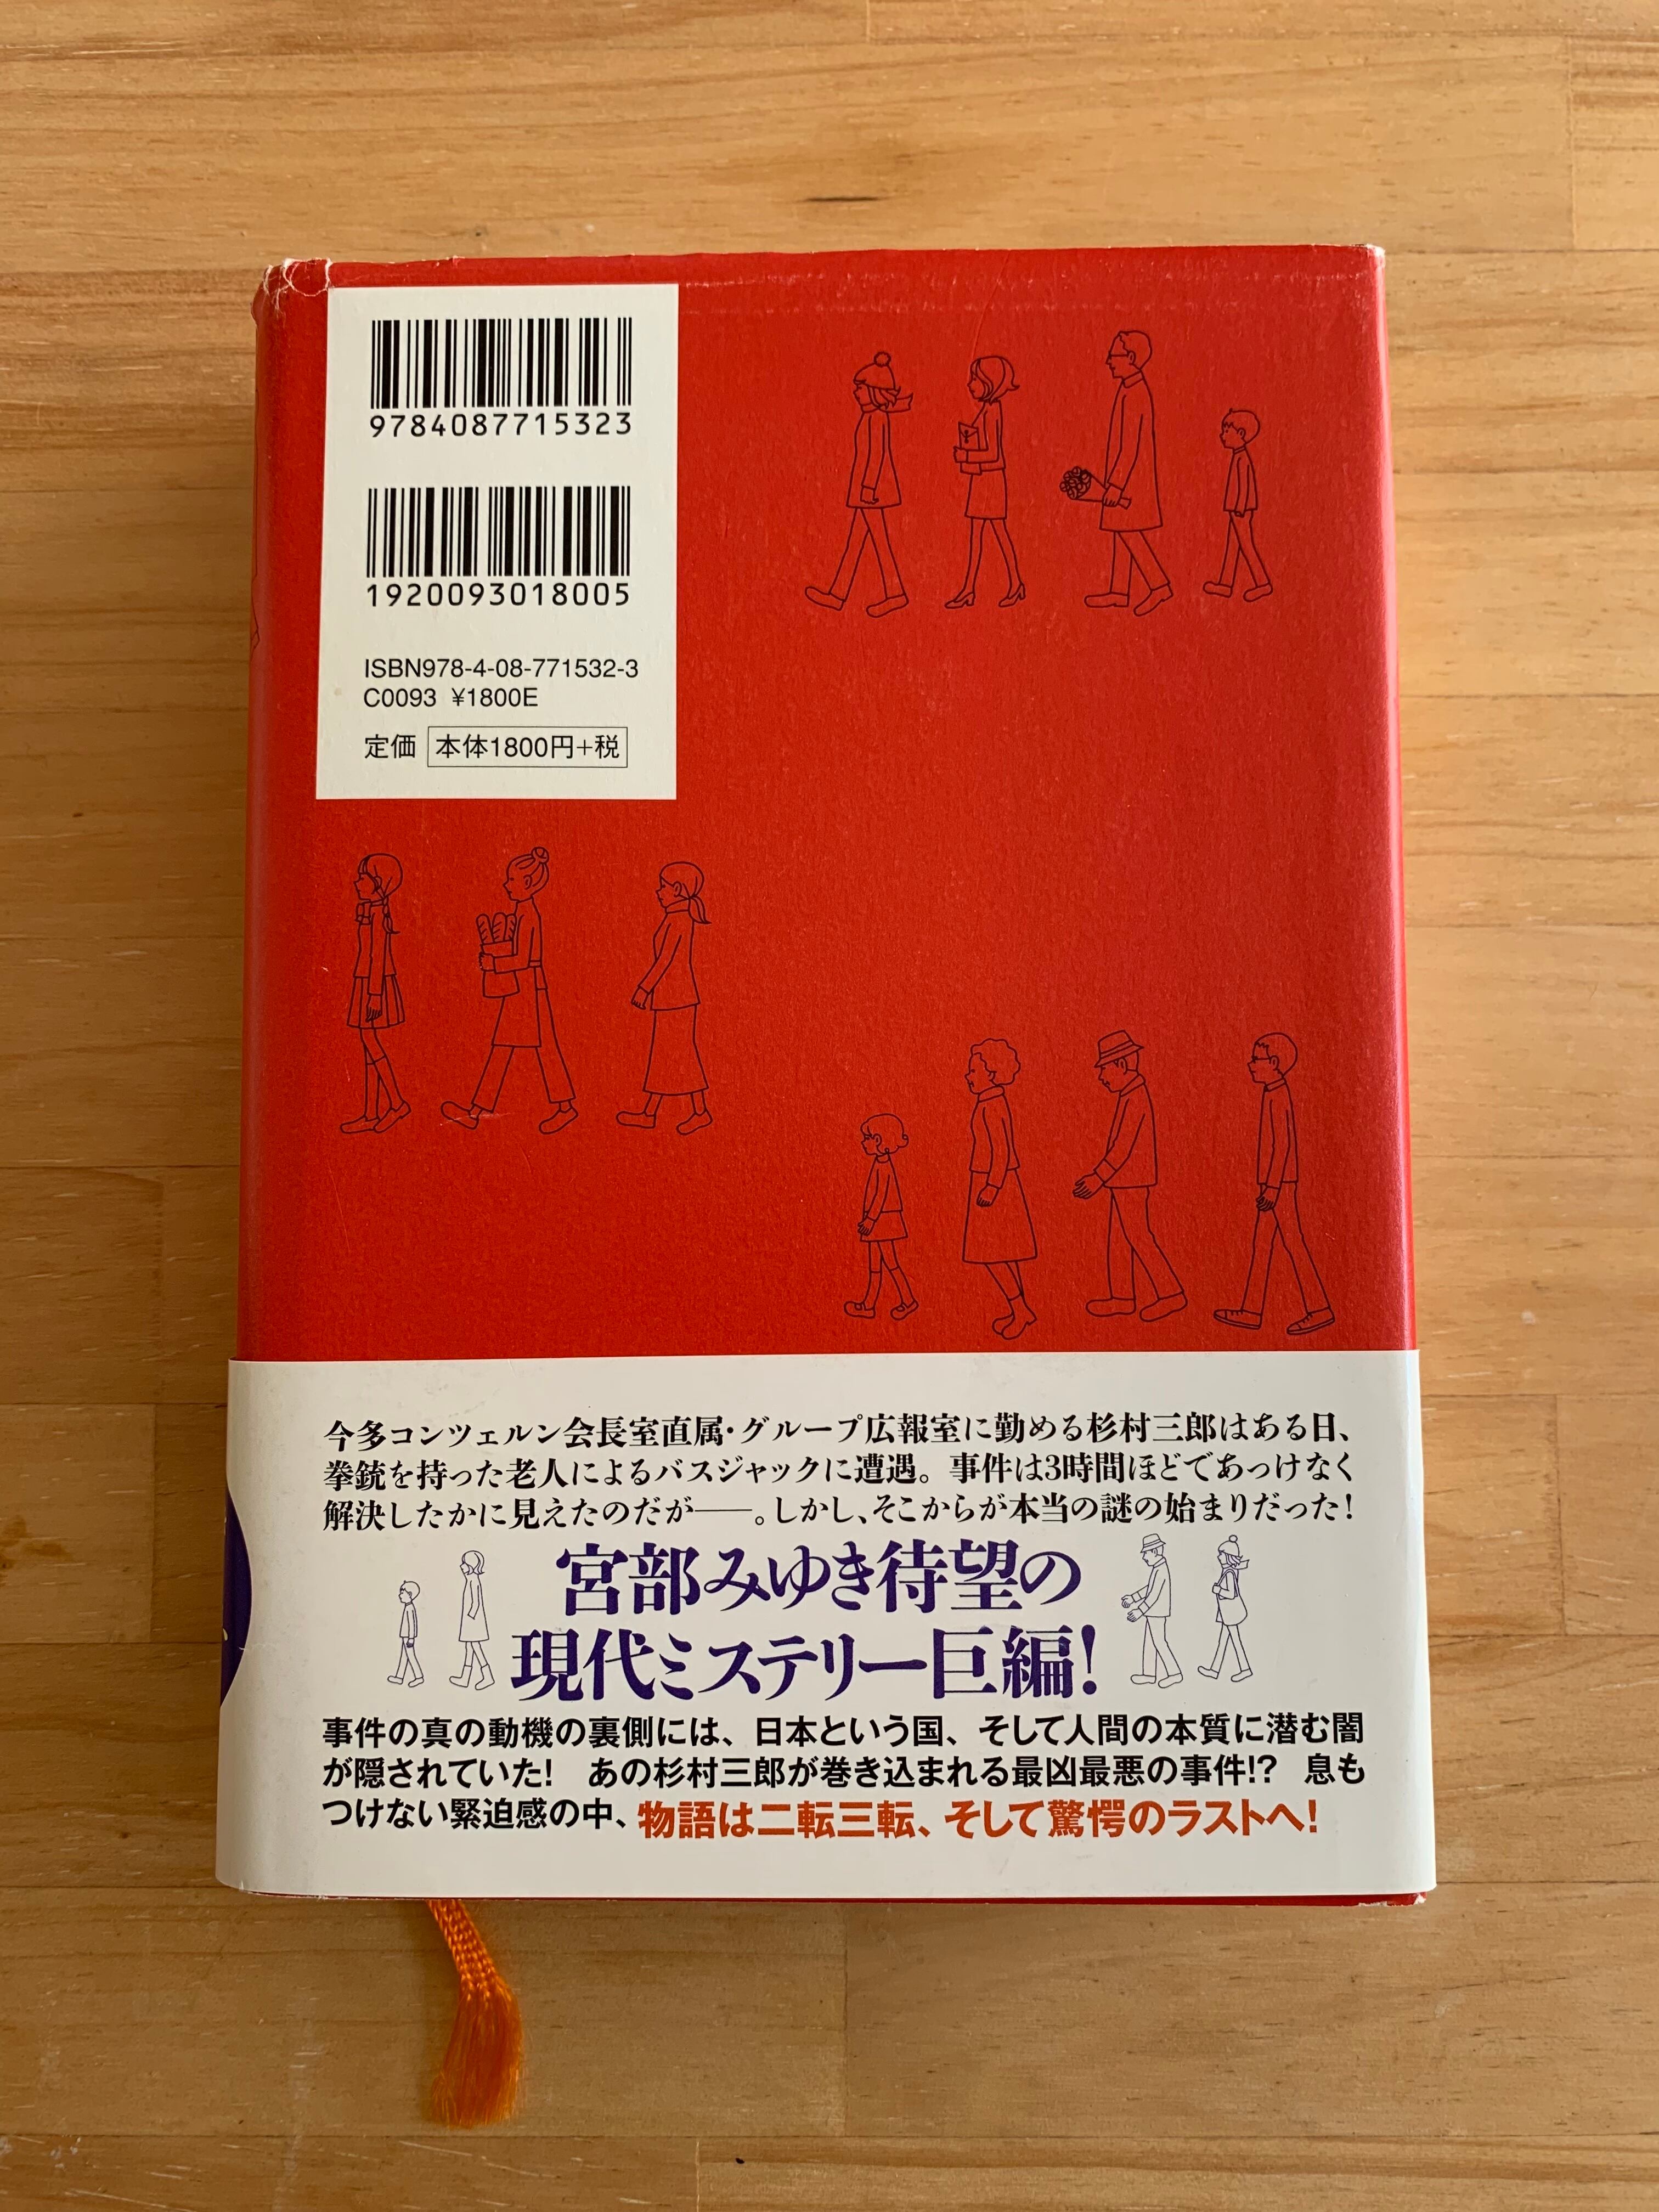 9784087715323
1920093018005
ISBN978-4-08-771532-3
C0093 ¥1800E
定価 本体1800円+税
今多コンツェルン会長室直属・グループ広報室に勤める杉村三郎はある日、
拳銃を持った老人によるバスジャックに遭遇。事件は3時間ほどであっけなく
解決したかに見えたのだが——。しかし、そこからが本当の謎の始まりだった!
宮部みゆき待望の
現代ミステリー巨編!
事件の真の動機の裏側には、日本という国、そして人間の本質に潜む闇
が隠されていた! あの杉村三郎が巻き込まれる最凶最悪の事件!? 息も
つけない緊迫感の中、物語は二転三転、そして驚愕のラストへ!